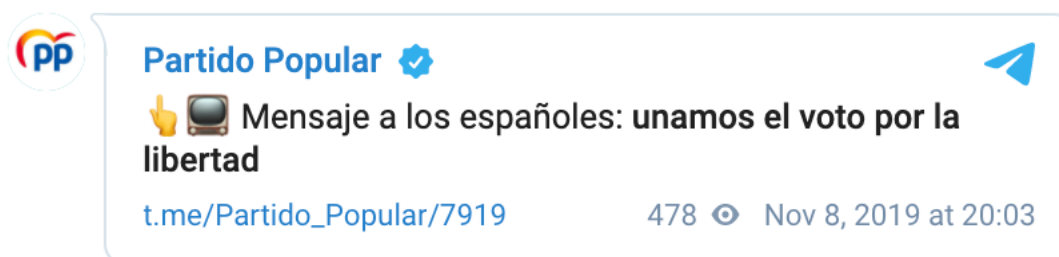 pp
Partido Popular
👆📺 Mensaje a los españoles: unamos el voto por la
libertad
t.me/Partido_Popular/7919 478 Nov 8, 2019 at 20:03